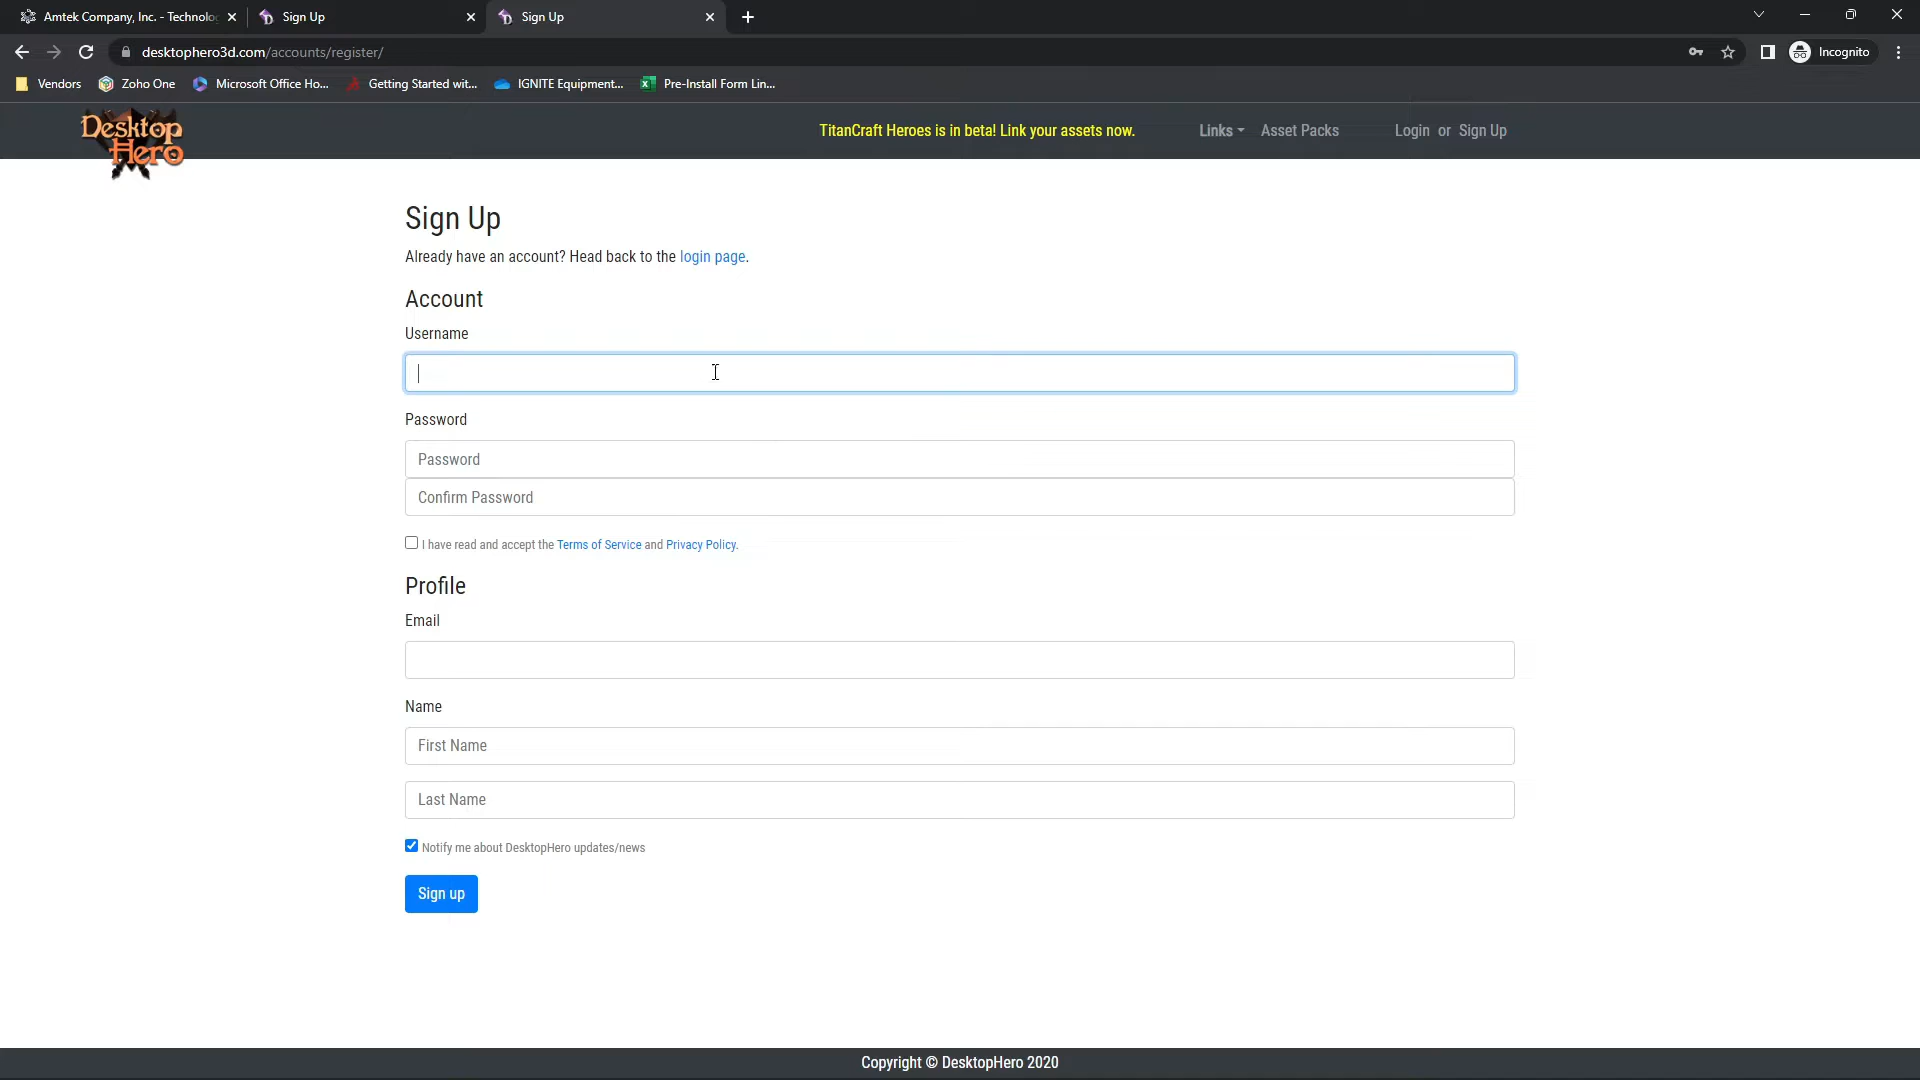 Amtek Company, Inc. - Technolo
Sign Up
Sign Up
desktophero3d.com/accounts/register/
Incognito
Vendors
Zoho One
Microsoft Office Ho...
Getting Started wit...
IGNITE Equipment...
Pre-Install Form Lin...
Desktop
Hero
TitanCraft Heroes is in beta! Link your assets now.
Links
Asset Packs
Login or Sign Up
Sign Up
Already have an account? Head back to the login page.
Account
Username
Password
Password
Confirm Password
I have read and accept the Terms of Service and Privacy Policy.
Profile
Email
Name
First Name
Last Name
Notify me about DesktopHero updates/news
Sign up
Copyright © DesktopHero 2020